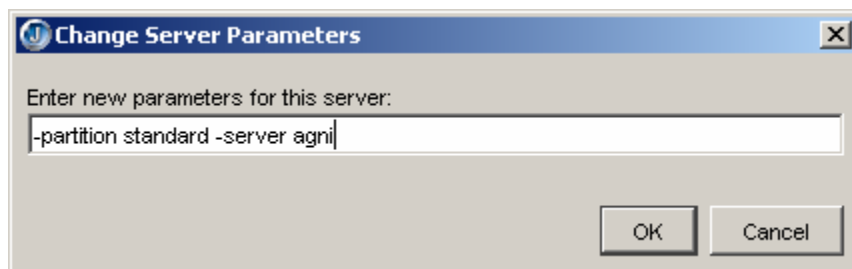 Change Server Parameters
Enter new parameters for this server:
-partition standard -server agni
OK Cancel